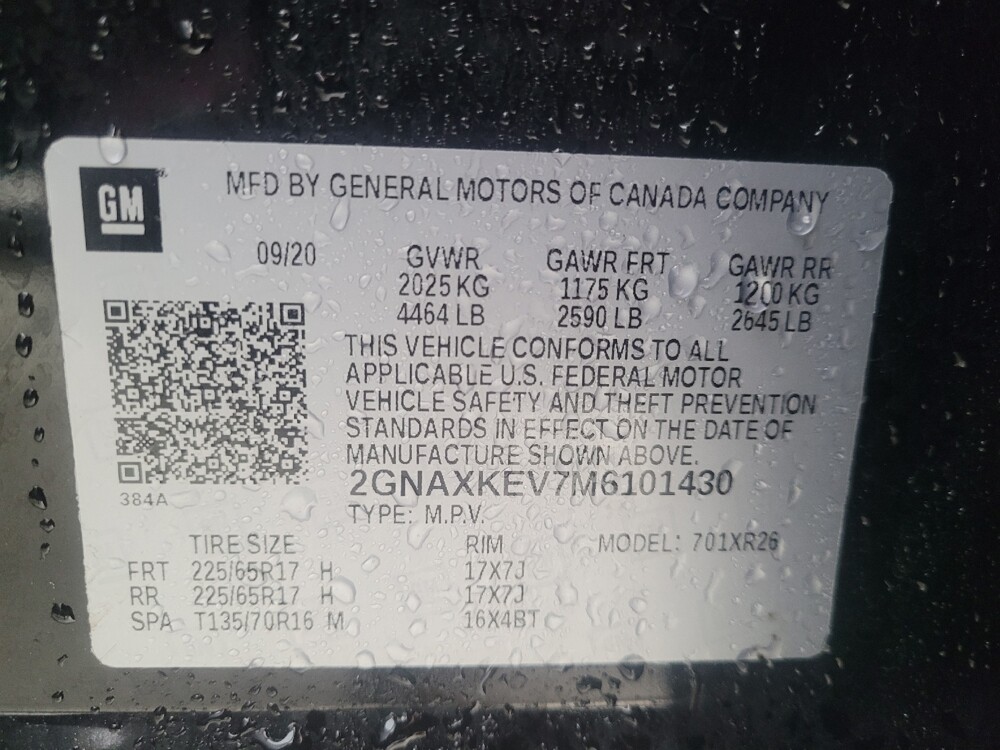 GM
MFD BY GENERAL MOTORS OF CANADA COMPANY
09/20 GVWR GAWR FRT GAWR RR
2025 KG 1175 KG 1200 KG
4464 LB 2590 LB 2645 LB
THIS VEHICLE CONFORMS TO ALL
APPLICABLE U.S. FEDERAL MOTOR
VEHICLE SAFETY AND THEFT PREVENTION
STANDARDS IN EFFECT ON THE DATE OF
MANUFACTURE SHOWN ABOVE.
2GNAXKEV7M6101430
384A
TYPE: M.P.V.
TIRE SIZE RIM MODEL: 701XR26
FRT 225/65R17 H 17X7J
RR 225/65R17 H 17X7J
SPA T135/70R16 M 16X4BT